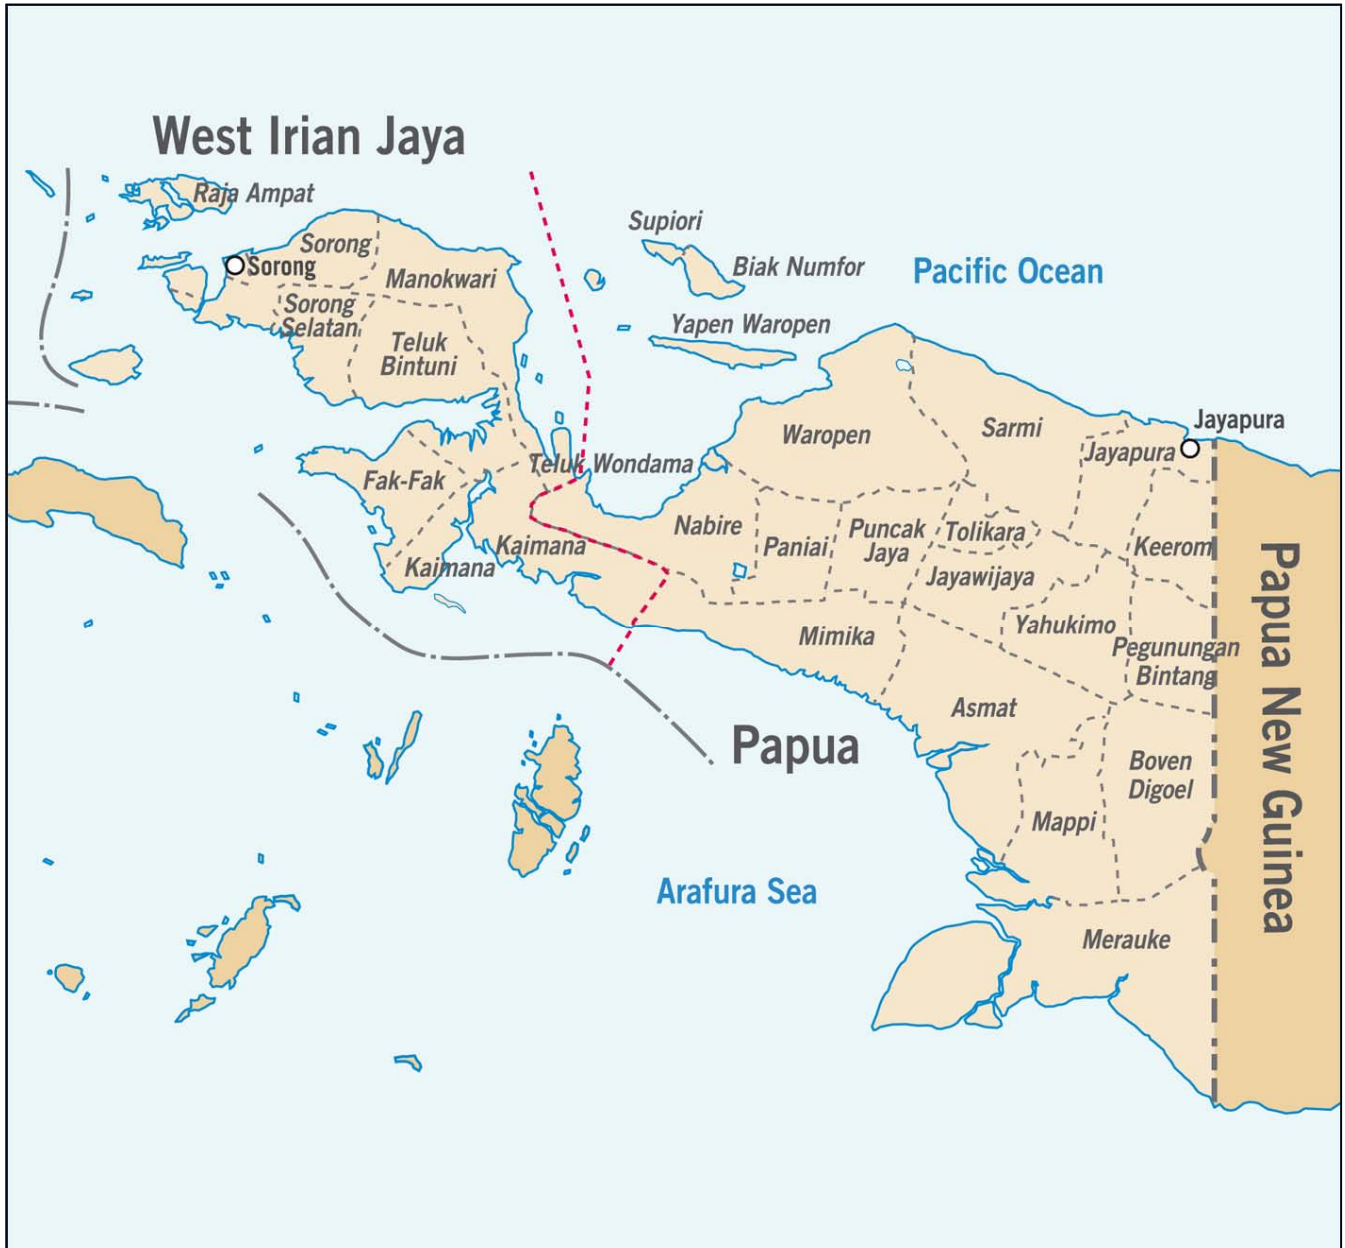 West Irian Jaya
Raja Ampat
Supiori
Sorong
Sorong
Manokwari
Biak Numfor
Pacific Ocean
Sorong
Selatan
Teluk
Bintuni
Yapen Waropen
Jayapura
Waropen
Sarmi
Jayapura
Teluk Wondama
Fak-Fak
Nabire
Paniai
Puncak
Jaya
Tolikara
Keerom
Kaimana
Kaimana
Jayawijaya
Yahukimo
Mimika
Pegunungan
Bintang
Papua New Guinea
Asmat
Papua
Boven
Digoel
Mappi
Arafura Sea
Merauke